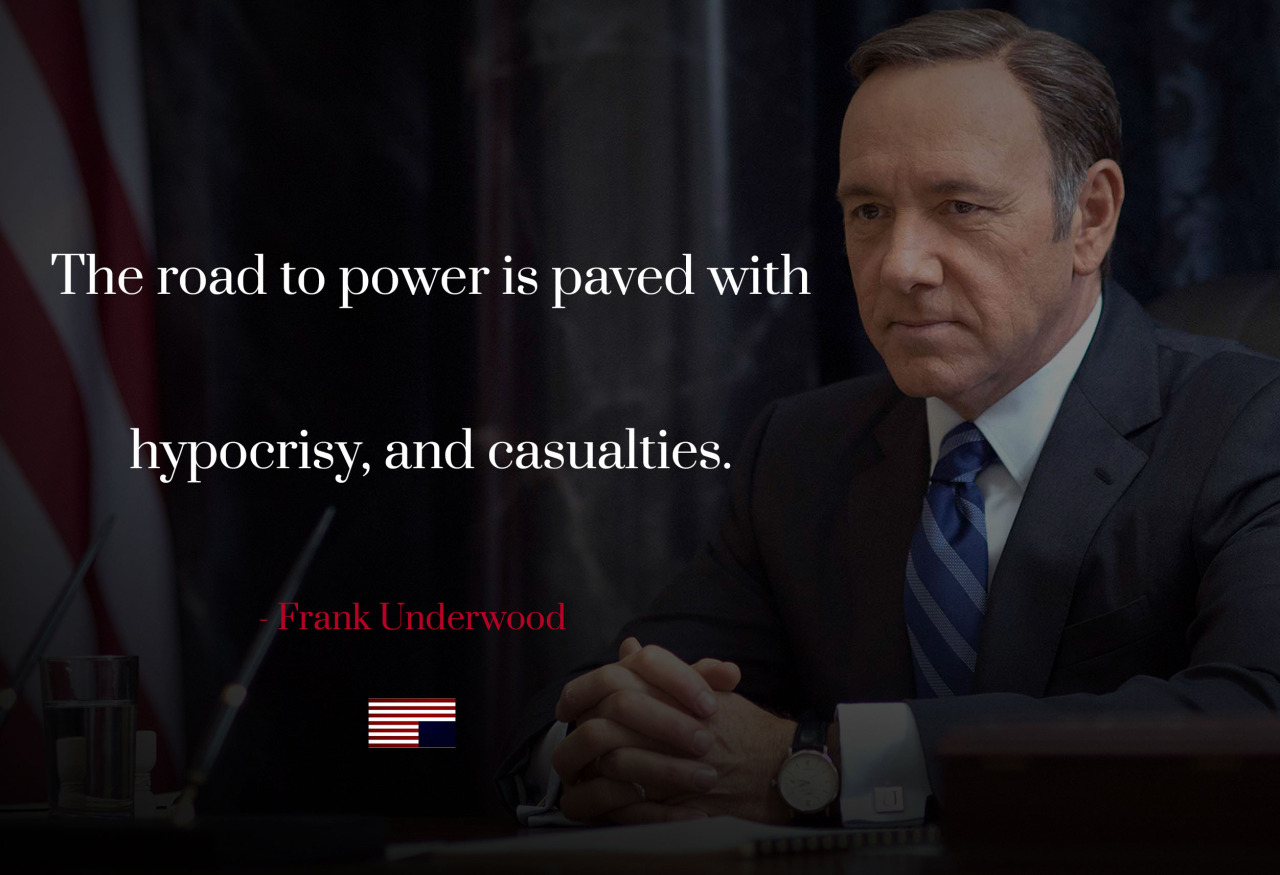 The road to power is paved with
hypocrisy, and casualties.
- Frank Underwood